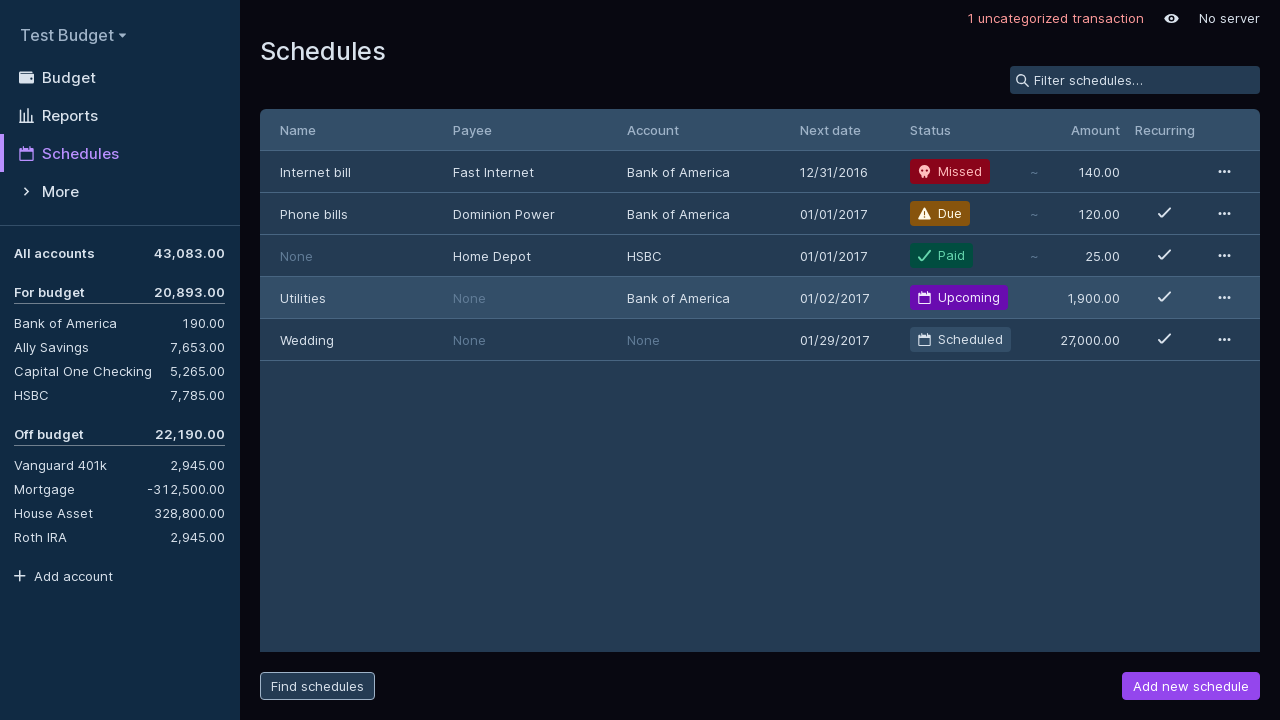 Test Budget
Budget
Reports
Schedules
More
All accounts 43,083.00
For budget 20,893.00
Bank of America 190.00
Ally Savings 7,653.00
Capital One Checking 5,265.00
HSBC 7,785.00
Off budget 22,190.00
Vanguard 401k 2,945.00
Mortgage -312,500.00
House Asset 328,800.00
Roth IRA 2,945.00
Add account
1 uncategorized transaction No server
Schedules
Filter schedules...
Name Payee Account Next date Status Amount Recurring
Internet bill Fast Internet Bank of America 12/31/2016 Missed ~ 140.00
Phone bills Dominion Power Bank of America 01/01/2017 Due ~ 120.00
None Home Depot HSBC 01/01/2017 Paid ~ 25.00
Utilities None Bank of America 01/02/2017 Upcoming 1,900.00
Wedding None None 01/29/2017 Scheduled 27,000.00
Find schedules Add new schedule